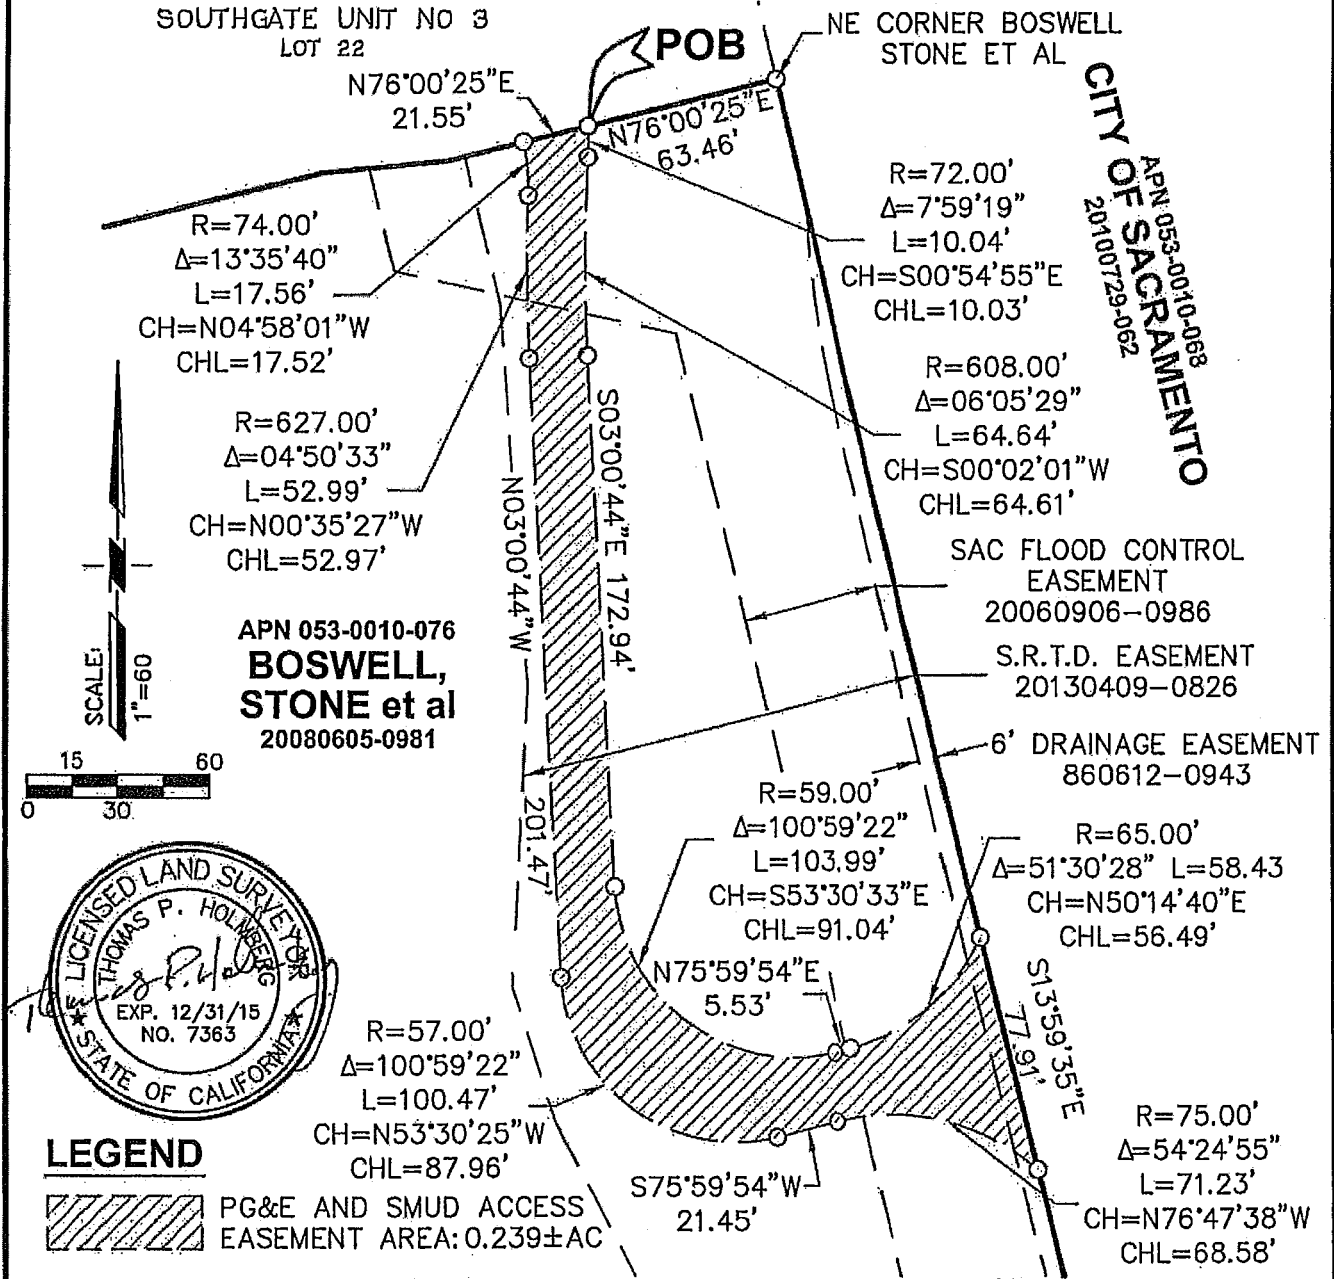 SOUTHGATE UNIT NO 3
LOT 22
N76°00'25"E
21.55'
POB
NE CORNER BOSWELL
STONE ET AL
N76°00'25"E
63.46'
CITY OF SACRAMENTO
APN 053-0010-068
20100729-062
R=74.00'
Δ=13°35'40"
L=17.56'
CH=N04°58'01"W
CHL=17.52'
R=72.00'
Δ=7°59'19"
L=10.04'
CH=S00°54'55"E
CHL=10.03'
R=608.00'
Δ=06°05'29"
L=64.64'
CH=S00°02'01"W
CHL=64.61'
R=627.00'
Δ=04°50'33"
L=52.99'
CH=N00°35'27"W
CHL=52.97'
N03°00'44"W
201.47'
S03°00'44"E 172.94'
SAC FLOOD CONTROL
EASEMENT
20060906-0986
S.R.T.D. EASEMENT
20130409-0826
6' DRAINAGE EASEMENT
860612-0943
APN 053-0010-076
BOSWELL,
STONE et al
20080605-0981
SCALE:
1"=60
15 60
0 30
R=59.00'
Δ=100°59'22"
L=103.99'
CH=S53°30'33"E
CHL=91.04'
R=65.00'
Δ=51°30'28" L=58.43
CH=N50°14'40"E
CHL=56.49'
N75°59'54"E
5.53'
S13°59'35"E
77.91'
LICENSED LAND SURVEYOR
THOMAS P. HOLMBERG
EXP. 12/31/15
NO. 7363
STATE OF CALIFORNIA
R=57.00'
Δ=100°59'22"
L=100.47'
CH=N53°30'25"W
CHL=87.96'
S75°59'54"W
21.45'
R=75.00'
Δ=54°24'55"
L=71.23'
CH=N76°47'38"W
CHL=68.58'
LEGEND
PG&E AND SMUD ACCESS
EASEMENT AREA: 0.239±AC